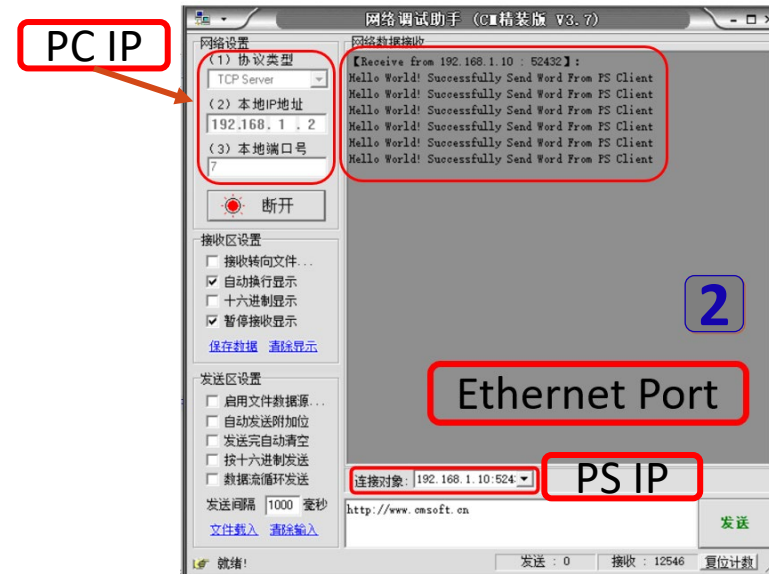 网络调试助手 (C■精装版 V3.7)
PC IP
网络设置
(1) 协议类型
TCP Server
(2) 本地IP地址
192.168. 1 . 2
(3) 本地端口号
7
断开
接收区设置
接收转向文件...
自动换行显示
十六进制显示
暂停接收显示
保存数据 清除显示
发送区设置
启用文件数据源...
自动发送附加位
发送完自动清空
按十六进制发送
数据流循环发送
发送间隔 1000 毫秒
文件载入 清除输入
就绪!
网络数据接收
【Receive from 192.168.1.10 : 52432】:
Hello World! Successfully Send Word From PS Client
Hello World! Successfully Send Word From PS Client
Hello World! Successfully Send Word From PS Client
Hello World! Successfully Send Word From PS Client
Hello World! Successfully Send Word From PS Client
Hello World! Successfully Send Word From PS Client
2
Ethernet Port
连接对象: 192.168.1.10:524
PS IP
http://www.cmsoft.cn
发送
发送 : 0 接收 : 12546 复位计数